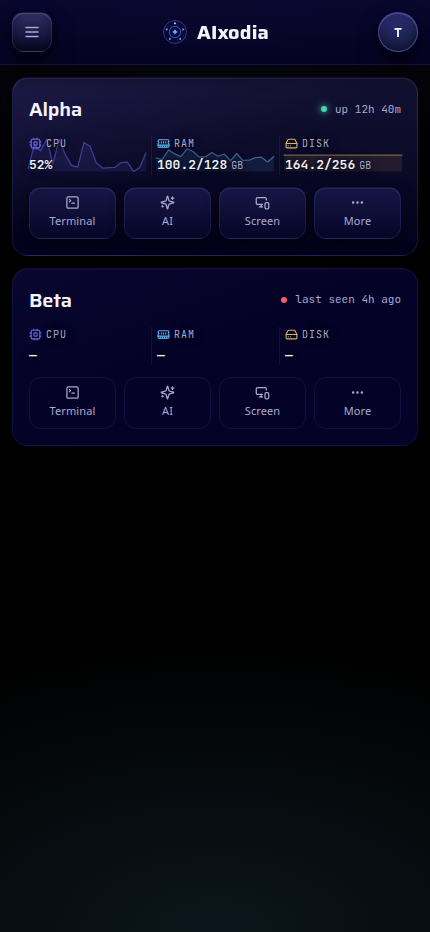 AIxodia
T
Alpha
up 12h 40m
CPU RAM DISK
52% 100.2/128 GB 164.2/256 GB
Terminal AI Screen More
Beta
last seen 4h ago
CPU RAM DISK
— — —
Terminal AI Screen More